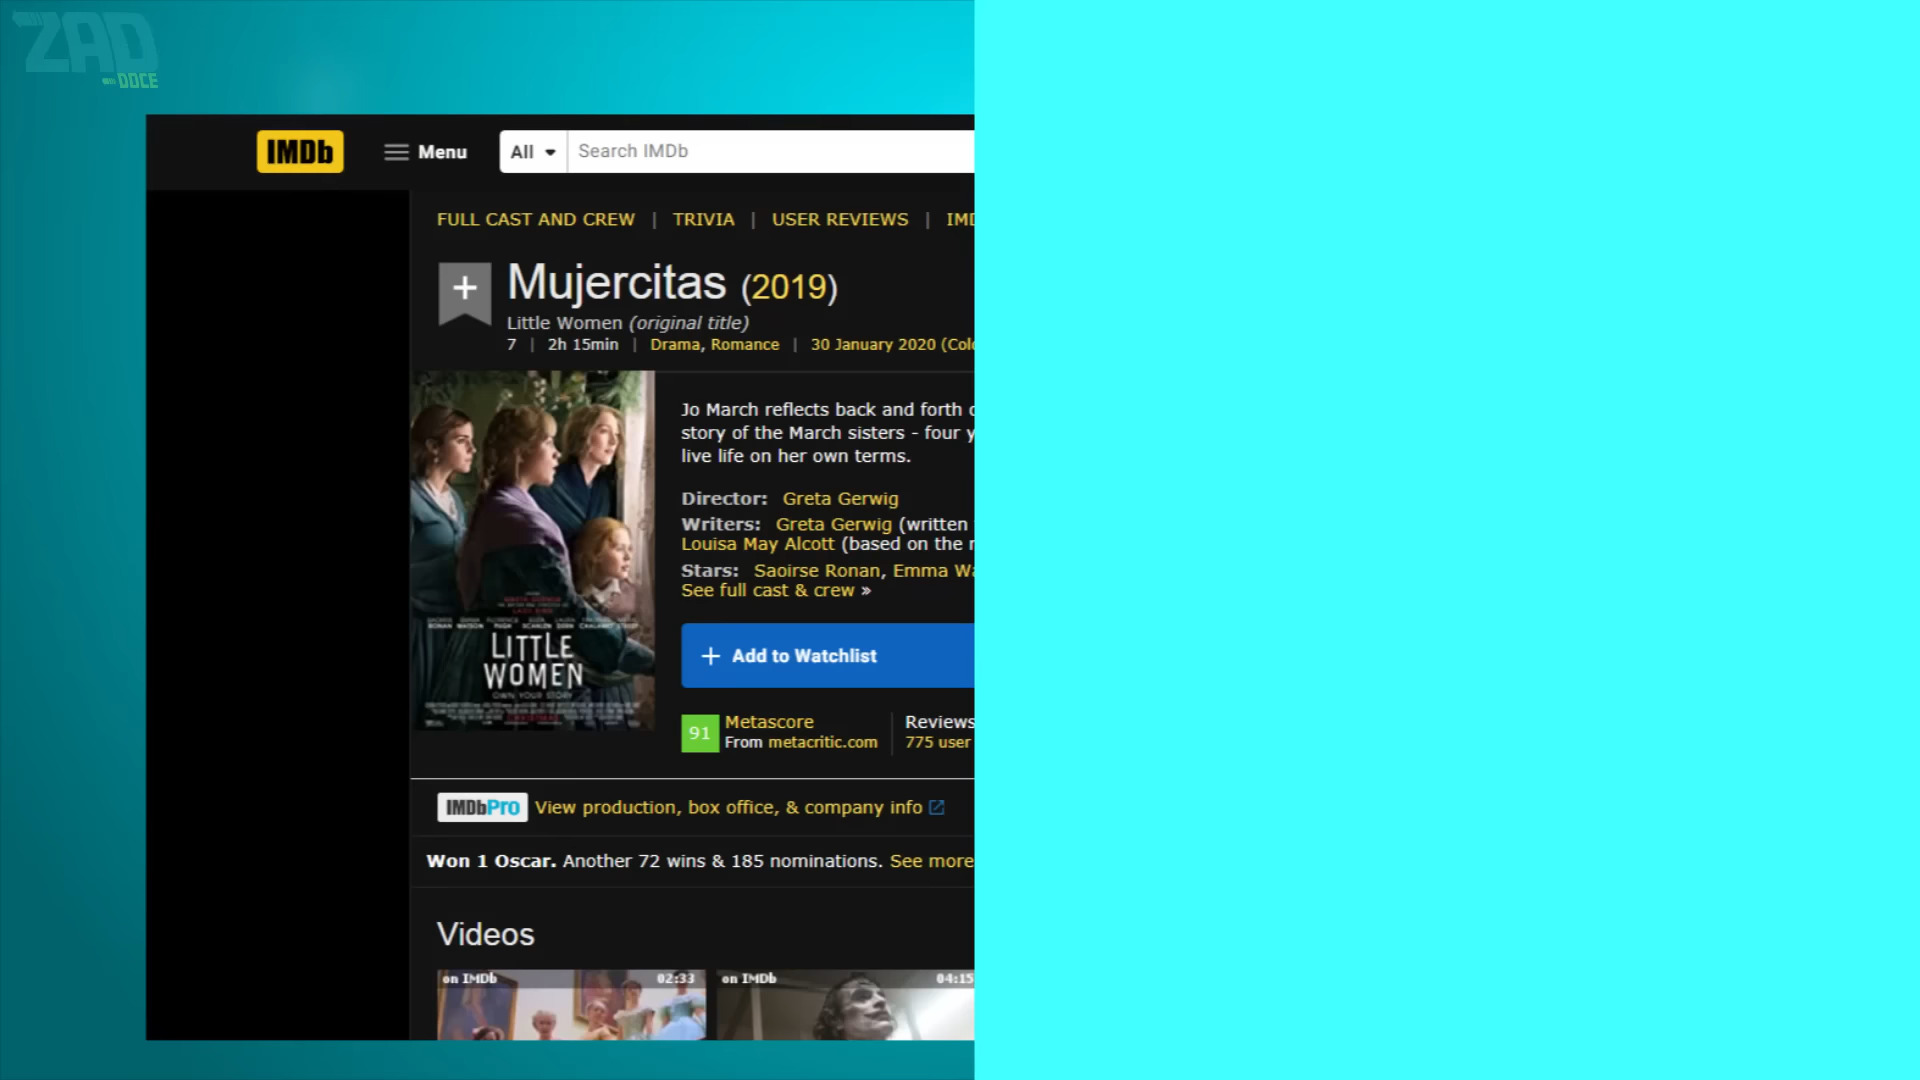 ZAD
DOCE
IMDb Menu All Search IMDb
FULL CAST AND CREW | TRIVIA | USER REVIEWS |
+ Mujercitas (2019)
Little Women (original title)
7 | 2h 15min | Drama, Romance | 30 January 2020
Jo March reflects back and forth
story of the March sisters - four
live life on her own terms.
Director: Greta Gerwig
Writers: Greta Gerwig (written
Louisa May Alcott (based on the
Stars: Saoirse Ronan, Emma
See full cast & crew »
LITTLE
WOMEN
OWN YOUR STORY
+ Add to Watchlist
91 Metascore
From metacritic.com
Reviews
775 user
IMDbPro View production, box office, & company info
Won 1 Oscar. Another 72 wins & 185 nominations. See more
Videos
on IMDb 02:33 on IMDb 04:15